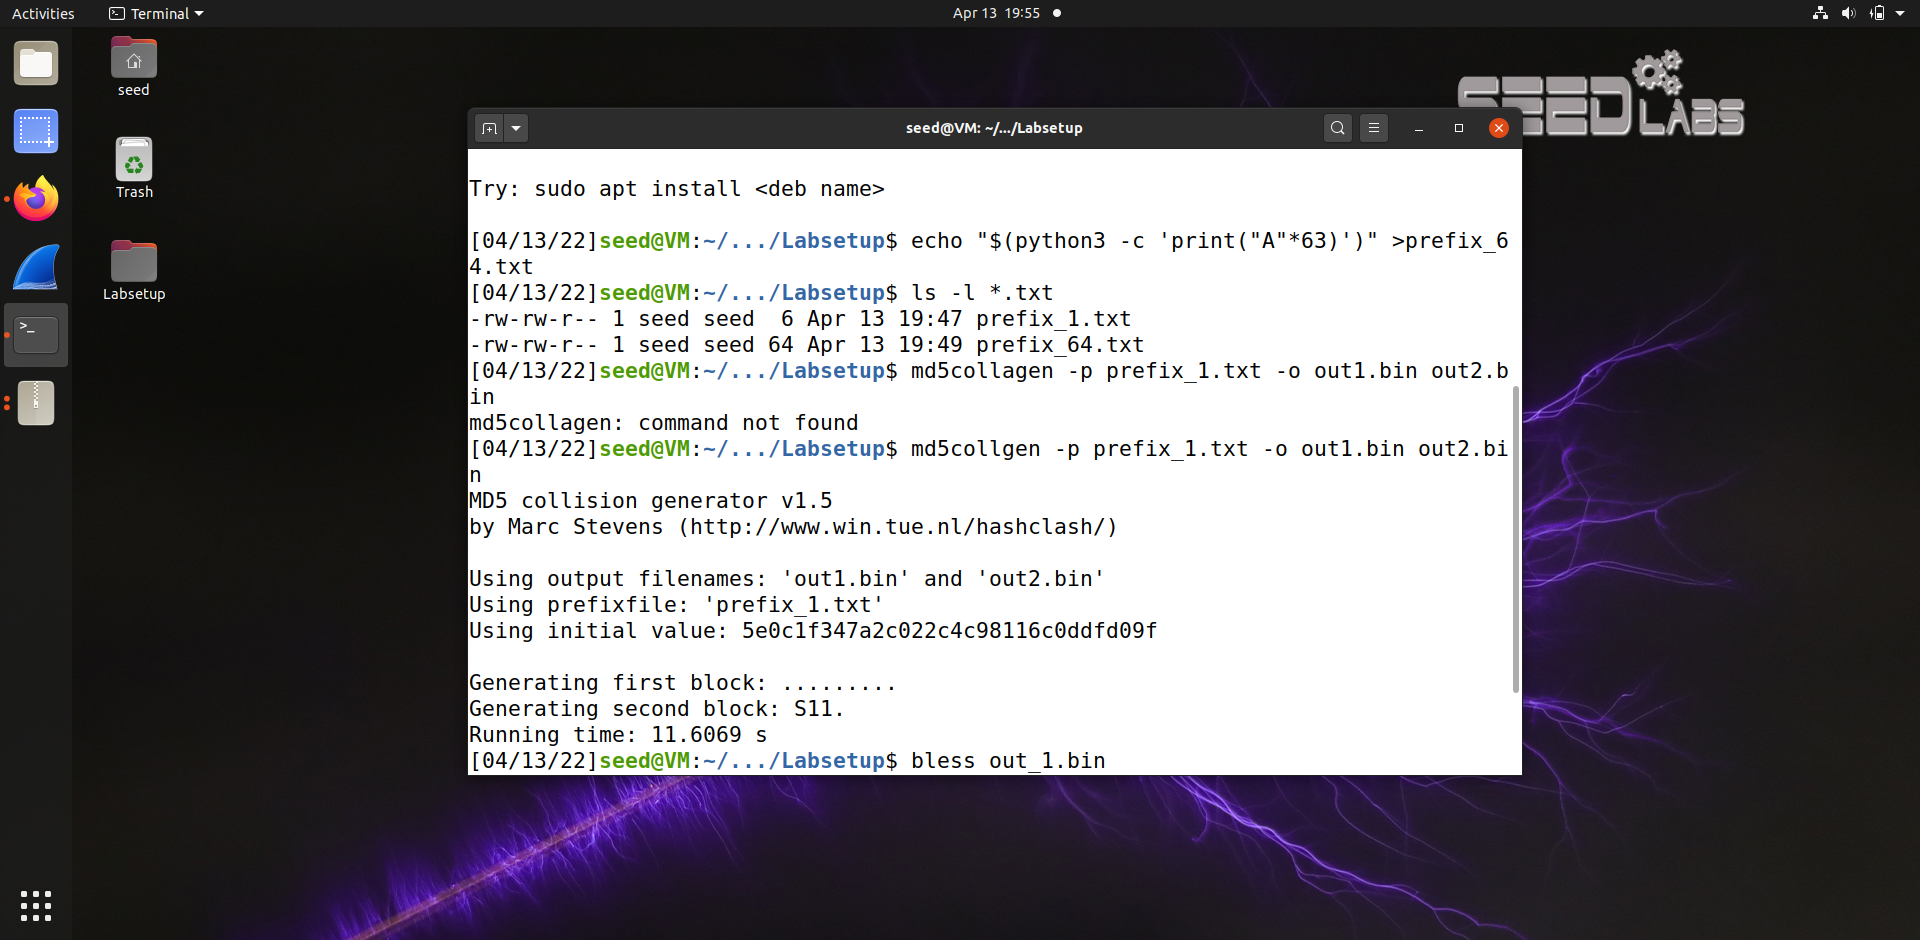 Activities
Terminal
Apr 13 19:55
seed
Trash
Labsetup
SEED LABS
seed@VM: ~/.../Labsetup
Try: sudo apt install <deb name>
[04/13/22]seed@VM:~/.../Labsetup$ echo "$(python3 -c 'print("A"*63)')" >prefix_6
4.txt
[04/13/22]seed@VM:~/.../Labsetup$ ls -l *.txt
-rw-rw-r-- 1 seed seed  6 Apr 13 19:47 prefix_1.txt
-rw-rw-r-- 1 seed seed 64 Apr 13 19:49 prefix_64.txt
[04/13/22]seed@VM:~/.../Labsetup$ md5collagen -p prefix_1.txt -o out1.bin out2.b
in
md5collagen: command not found
[04/13/22]seed@VM:~/.../Labsetup$ md5collgen -p prefix_1.txt -o out1.bin out2.bi
n
MD5 collision generator v1.5
by Marc Stevens (http://www.win.tue.nl/hashclash/)
Using output filenames: 'out1.bin' and 'out2.bin'
Using prefixfile: 'prefix_1.txt'
Using initial value: 5e0c1f347a2c022c4c98116c0ddfd09f
Generating first block: .........
Generating second block: S11.
Running time: 11.6069 s
[04/13/22]seed@VM:~/.../Labsetup$ bless out_1.bin